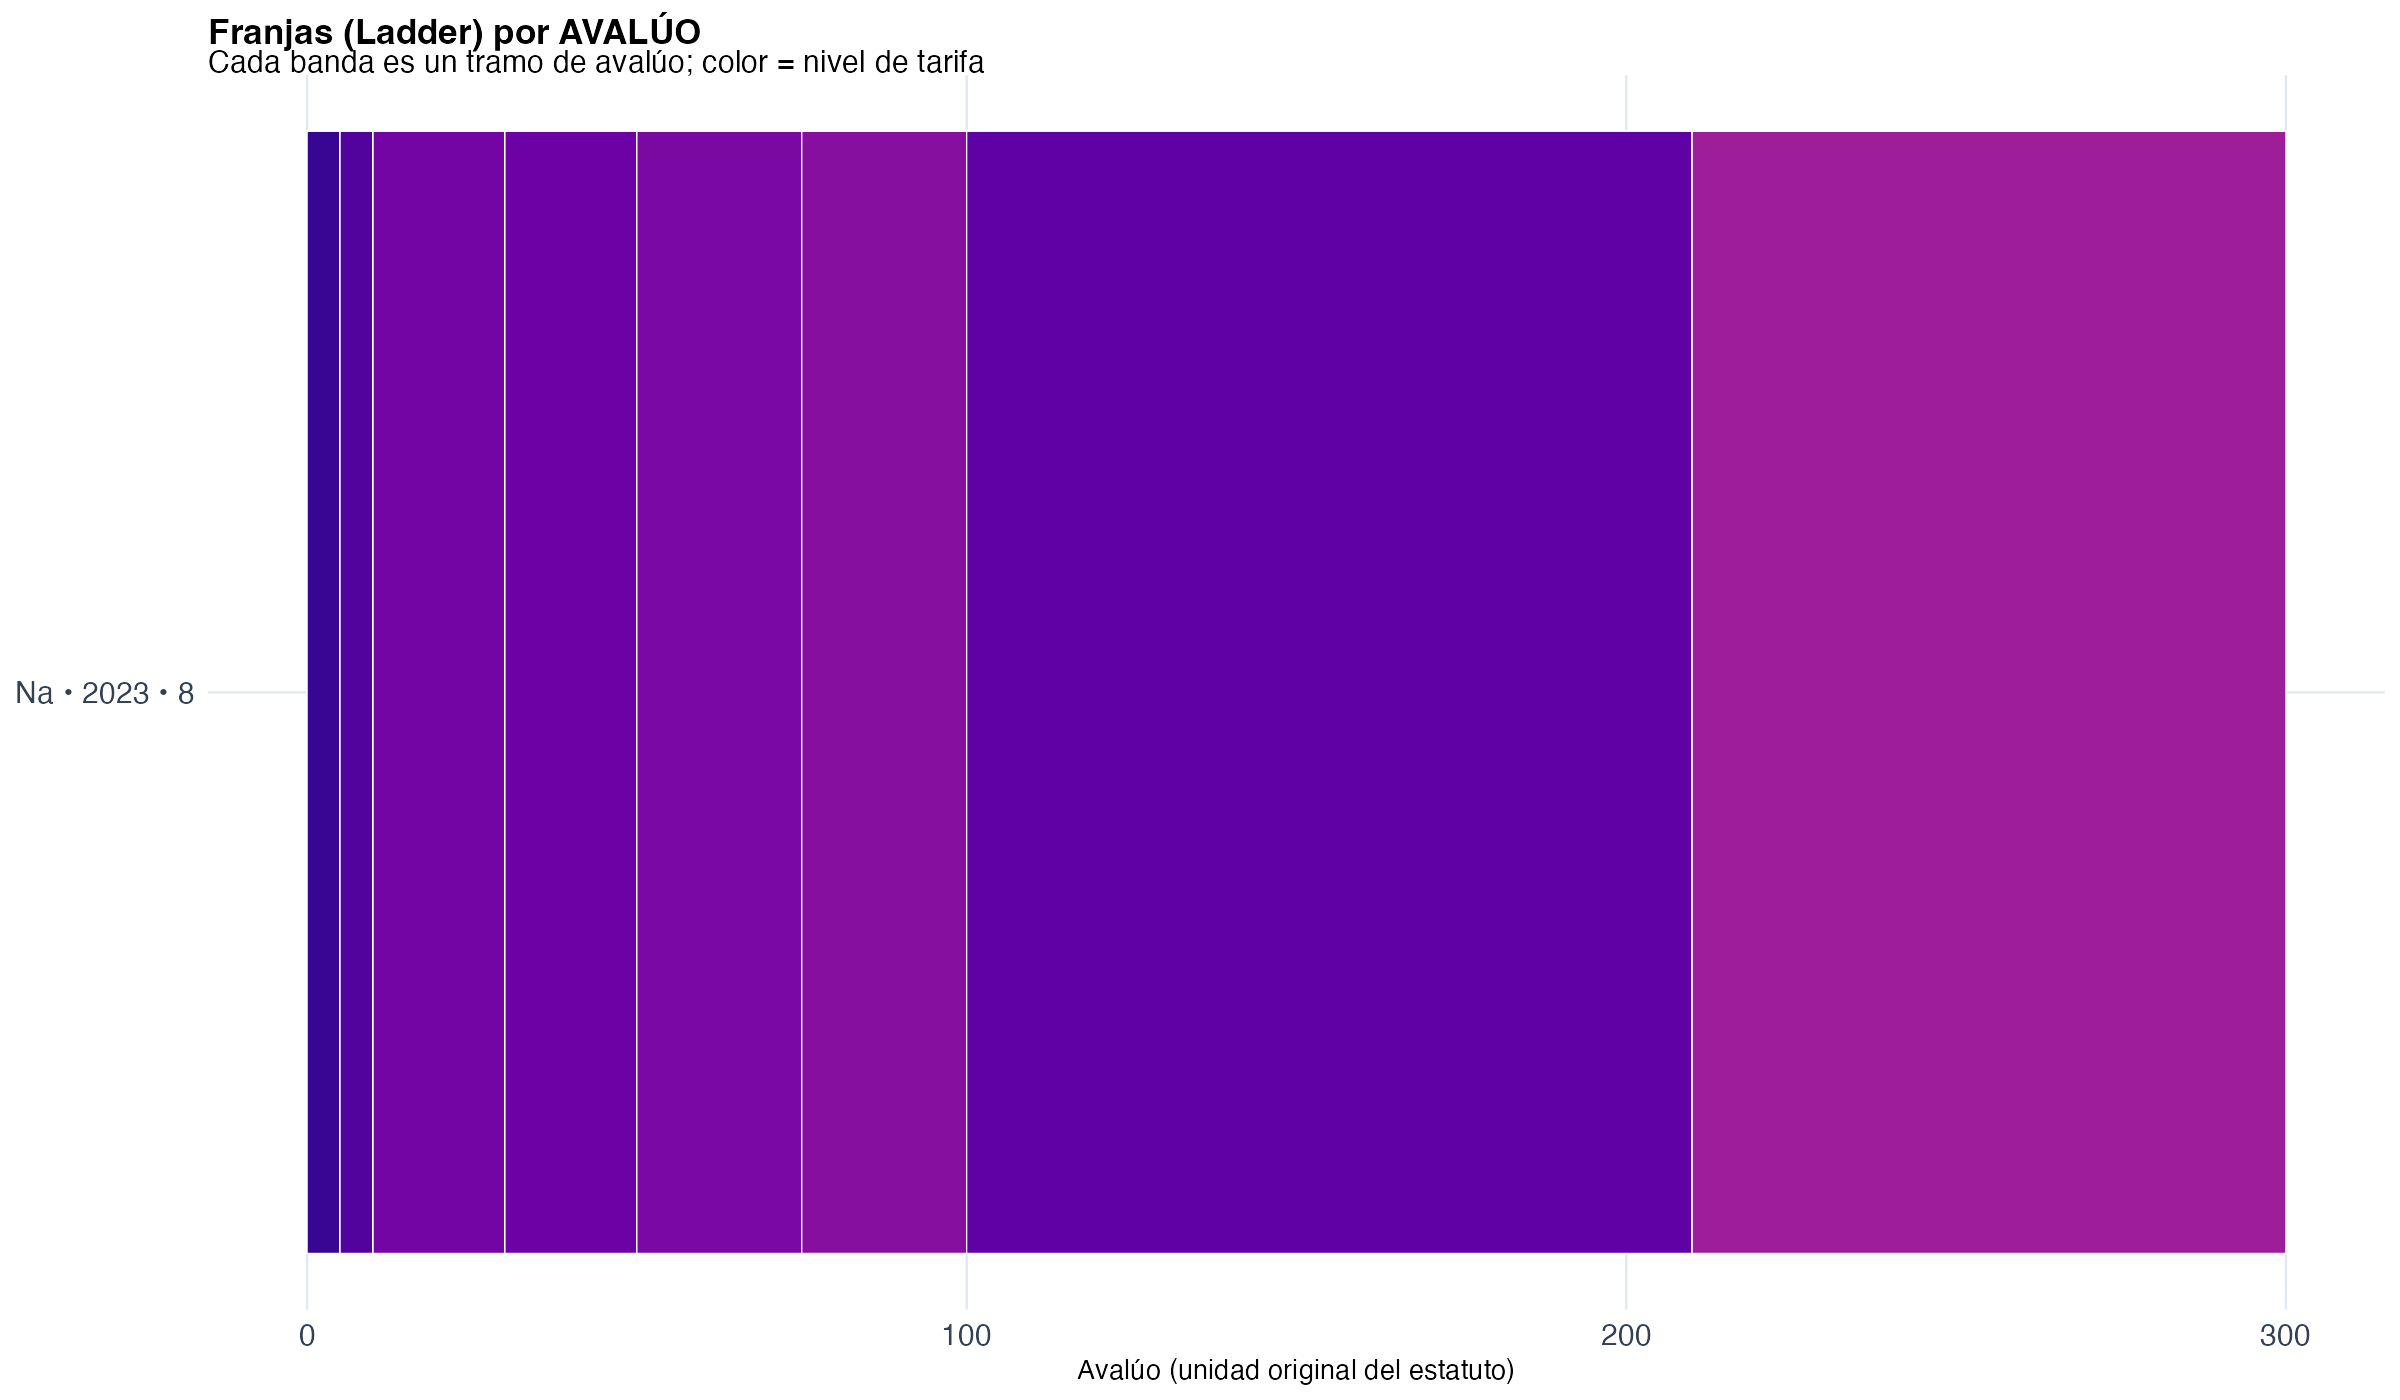 Franjas (Ladder) por AVALÚO
Cada banda es un tramo de avalúo; color = nivel de tarifa
Na • 2023 • 8
0 100 200 300
Avalúo (unidad original del estatuto)